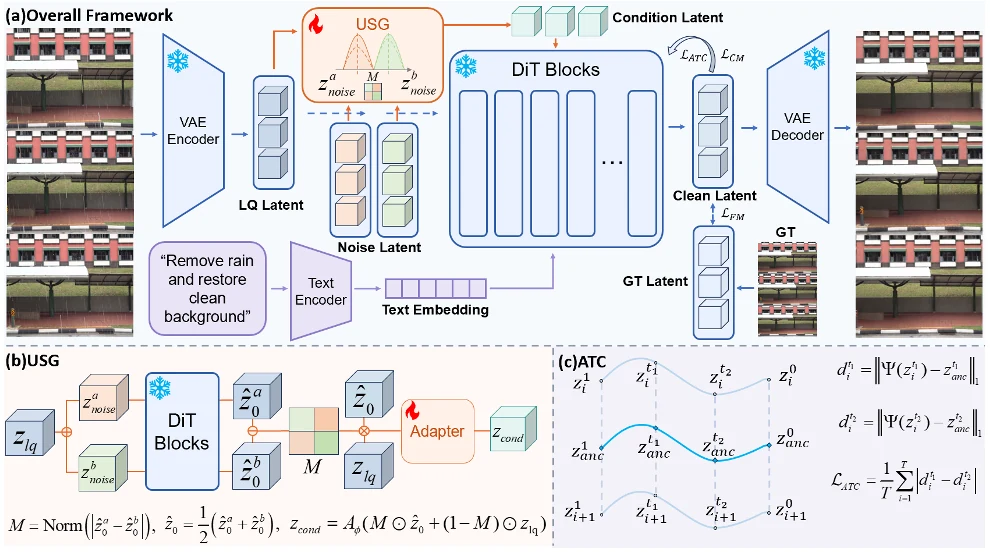 (a)Overall Framework
USG
z^a_noise
M
z^b_noise
Condition Latent
DiT Blocks
...
L_ATC
L_CM
VAE
Encoder
LQ Latent
Noise Latent
Clean Latent
VAE
Decoder
L_FM
GT
GT Latent
"Remove rain
and restore
clean
background"
Text
Encoder
Text Embedding
(b)USG
z_lq
z^a_noise
z^b_noise
DiT
Blocks
ẑ^a_0
ẑ^b_0
M
ẑ_0
z_lq
Adapter
z_cond
M = Norm(|ẑ^a_0 − ẑ^b_0|), ẑ_0 = 1/2 (ẑ^a_0 + ẑ^b_0), z_cond = A_ϕ(M ⊙ ẑ_0 + (1−M) ⊙ z_lq)
(c)ATC
z^1_i
z^{t_1}_i
z^{t_2}_i
z^0_i
z^1_anc
z^{t_1}_anc
z^{t_2}_anc
z^0_anc
z^1_{i+1}
z^{t_1}_{i+1}
z^{t_2}_{i+1}
z^0_{i+1}
d^{t_1}_i = ‖Ψ(z^{t_1}_i) − z^{t_1}_anc‖_1
d^{t_2}_i = ‖Ψ(z^{t_2}_i) − z^{t_2}_anc‖_1
L_ATC = 1/T ∑^T_{i=1} |d^{t_1}_i − d^{t_2}_i|